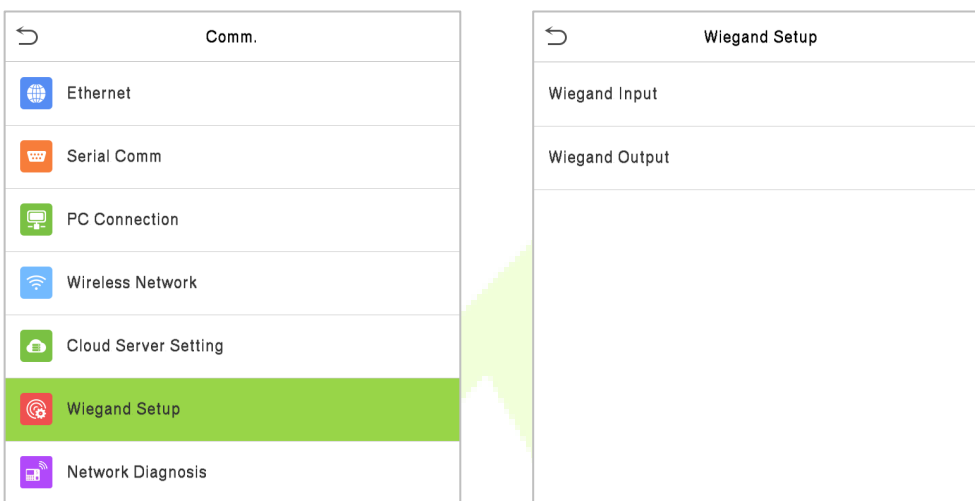 Comm.
Ethernet
Serial Comm
PC Connection
Wireless Network
Cloud Server Setting
Wiegand Setup
Network Diagnosis
Wiegand Setup
Wiegand Input
Wiegand Output